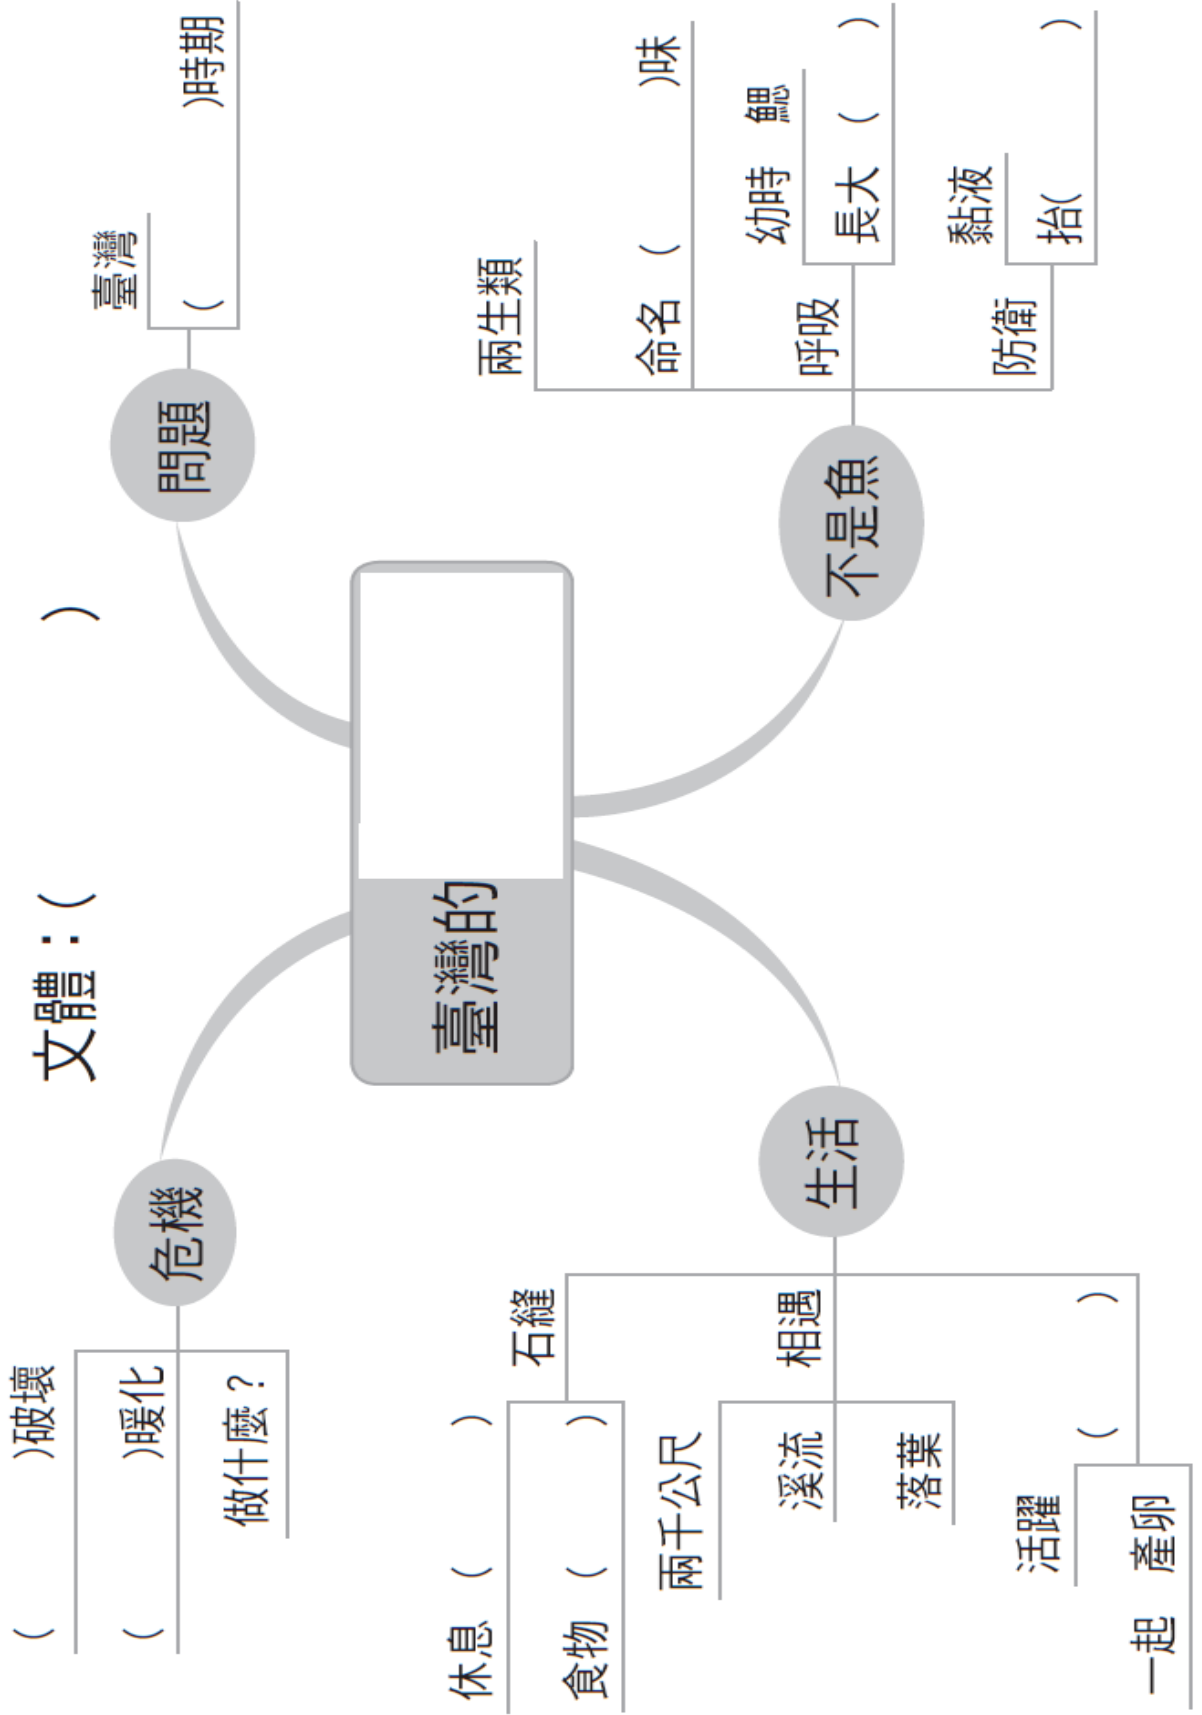 文體：(　　)
臺灣的
問題
臺灣
(　　)時期
不是魚
兩生類
命名 (　　)味
呼吸
幼時 鰓
長大 (　　)
防衛
黏液
抬(　　)
生活
石縫
休息 (　　)
食物 (　　)
相遇
兩千公尺
溪流
落葉
(　　)
活躍
一起 產卵
危機
(　　)破壞
(　　)暖化
做什麼？